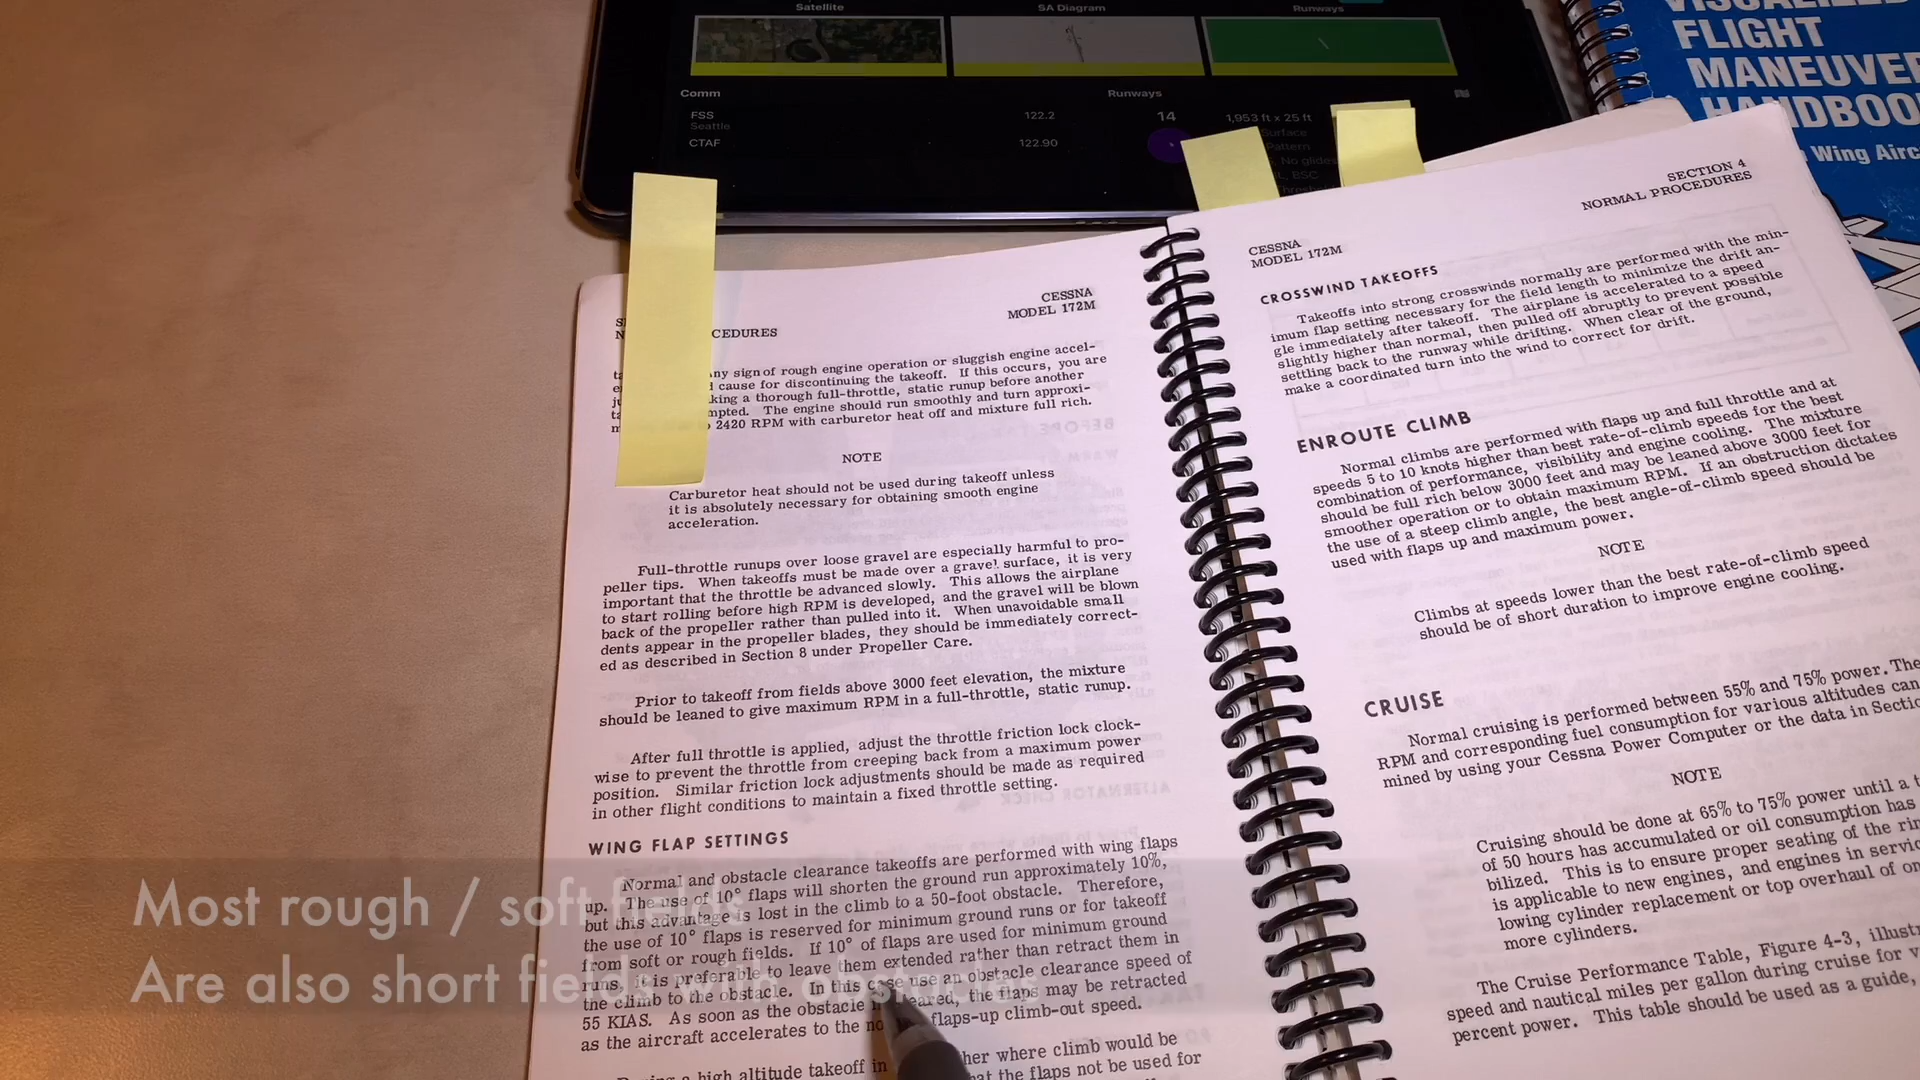 Satellite
SA Diagram
Runways
Comm
Runways
FSS
Seattle
122.2
14
1,953 ft x 25 ft
Surface
CTAF
122.90
Pattern
No glides
BSC
FLIGHT
MANEUVER
HANDBOO
Wing Airc
CESSNA
MODEL 172M
CEDURES
ny sign of rough engine operation or sluggish engine accel-
cause for discontinuing the takeoff. If this occurs, you are
king a thorough full-throttle, static runup before another
mpted. The engine should run smoothly and turn approxi-
2420 RPM with carburetor heat off and mixture full rich.
NOTE
Carburetor heat should not be used during takeoff unless
it is absolutely necessary for obtaining smooth engine
acceleration.
Full-throttle runups over loose gravel are especially harmful to pro-
peller tips. When takeoffs must be made over a gravel surface, it is very
important that the throttle be advanced slowly. This allows the airplane
to start rolling before high RPM is developed, and the gravel will be blown
back of the propeller rather than pulled into it. When unavoidable small
dents appear in the propeller blades, they should be immediately correct-
ed as described in Section 8 under Propeller Care.
Prior to takeoff from fields above 3000 feet elevation, the mixture
should be leaned to give maximum RPM in a full-throttle, static runup.
After full throttle is applied, adjust the throttle friction lock clock-
wise to prevent the throttle from creeping back from a maximum power
position. Similar friction lock adjustments should be made as required
in other flight conditions to maintain a fixed throttle setting.
WING FLAP SETTINGS
Normal and obstacle clearance takeoffs are performed with wing flaps
up. The use of 10° flaps will shorten the ground run approximately 10%,
but this advantage is lost in the climb to a 50-foot obstacle. Therefore,
the use of 10° flaps is reserved for minimum ground runs or for takeoff
from soft or rough fields. If 10° of flaps are used for minimum ground
runs, it is preferable to leave them extended rather than retract them in
the climb to the obstacle. In this case use an obstacle clearance speed of
55 KIAS. As soon as the obstacle cleared, the flaps may be retracted
as the aircraft accelerates to the flaps-up climb-out speed.
high altitude takeoff in her where climb would be
the flaps not be used for
SECTION 4
NORMAL PROCEDURES
CESSNA
MODEL 172M
CROSSWIND TAKEOFFS
Takeoffs into strong crosswinds normally are performed with the min-
imum flap setting necessary for the field length to minimize the drift an-
gle immediately after takeoff. The airplane is accelerated to a speed
slightly higher than normal, then pulled off abruptly to prevent possible
settling back to the runway while drifting. When clear of the ground,
make a coordinated turn into the wind to correct for drift.
ENROUTE CLIMB
Normal climbs are performed with flaps up and full throttle and at
speeds 5 to 10 knots higher than best rate-of-climb speeds for the best
combination of performance, visibility and engine cooling. The mixture
should be full rich below 3000 feet and may be leaned above 3000 feet for
smoother operation or to obtain maximum RPM. If an obstruction dictates
the use of a steep climb angle, the best angle-of-climb speed should be
used with flaps up and maximum power.
NOTE
Climbs at speeds lower than the best rate-of-climb speed
should be of short duration to improve engine cooling.
CRUISE
Normal cruising is performed between 55% and 75% power. The
RPM and corresponding fuel consumption for various altitudes can
mined by using your Cessna Power Computer or the data in Sectio
NOTE
Cruising should be done at 65% to 75% power until a t
of 50 hours has accumulated or oil consumption has
bilized. This is to ensure proper seating of the rin
is applicable to new engines, and engines in servic
lowing cylinder replacement or top overhaul of on
more cylinders.
The Cruise Performance Table, Figure 4-3, illustr
speed and nautical miles per gallon during cruise for v
percent power. This table should be used as a guide,
Most rough / soft fields
Are also short fields with obstacles